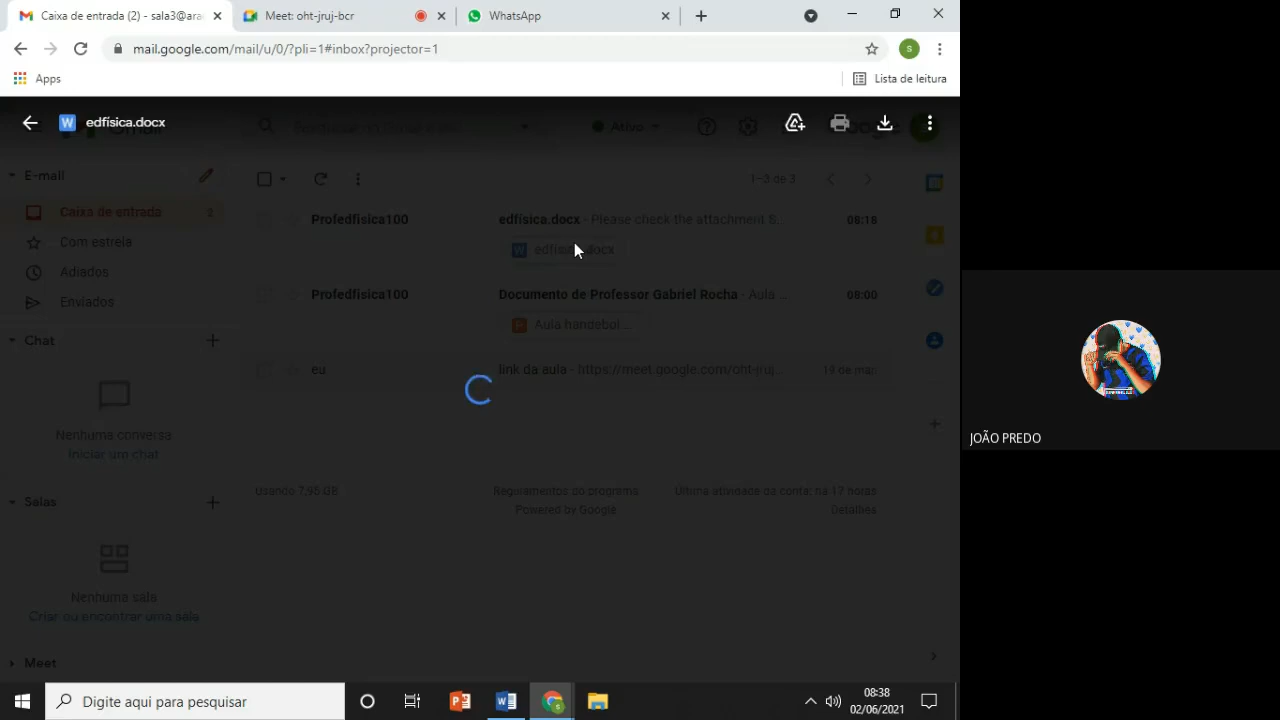 Caixa de entrada (2) - sala3@ara
Meet: oht-jruj-bcr
WhatsApp
mail.google.com/mail/u/0/?pli=1#inbox?projector=1
S
Apps
Lista de leitura
W edfísica.docx
Ativo
E-mail
1–3 de 3
Caixa de entrada 2
Profedfisica100 edfísica.docx - Please check the attachment S... 08:18
Com estrela
W edfísica.docx
Adiados
Profedfisica100 Documento de Professor Gabriel Rocha - Aula ... 08:00
Enviados
P Aula handebol ...
Chat
eu link da aula - https://meet.google.com/oht-jruj... 19 de mai.
Nenhuma conversa
Iniciar um chat
JOÃO PREDO
Usando 7,95 GB
Regulamentos do programa
Última atividade da conta: há 17 horas
Salas
Powered by Google
Detalhes
Nenhuma sala
Criar ou encontrar uma sala
Meet
Digite aqui para pesquisar
08:38
02/06/2021